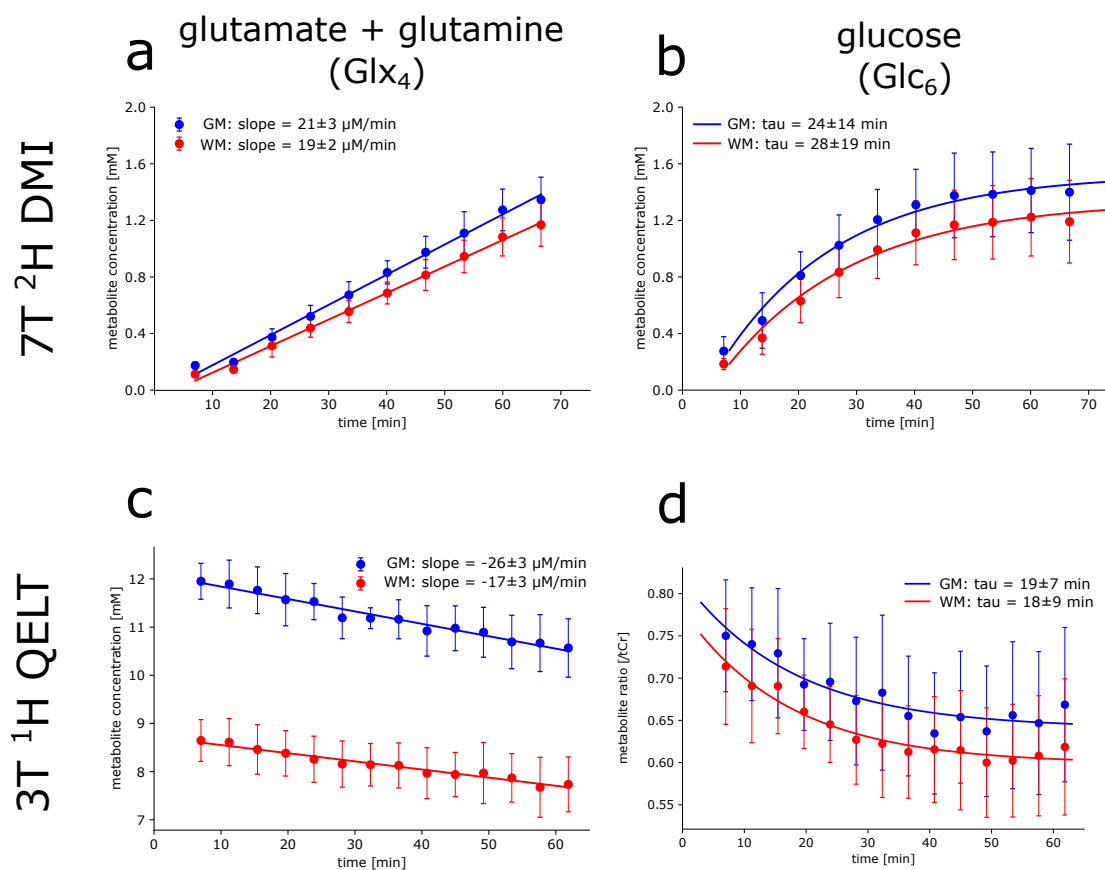 a
glutamate + glutamine
(Glx₄)
b
glucose
(Glc₆)
7T ²H DMI
metabolite concentration [mM]
2.0
1.6
1.2
0.8
0.4
0.0
GM: slope = 21±3 µM/min
WM: slope = 19±2 µM/min
10 20 30 40 50 60 70
time [min]
metabolite concentration [mM]
2.0
1.6
1.2
0.8
0.4
0.0
GM: tau = 24±14 min
WM: tau = 28±19 min
0 10 20 30 40 50 60 70
time [min]
3T ¹H QELT
c
metabolite concentration [mM]
12
11
10
9
8
7
GM: slope = -26±3 µM/min
WM: slope = -17±3 µM/min
0 10 20 30 40 50 60
time [min]
d
metabolite ratio [/tCr]
0.80
0.75
0.70
0.65
0.60
0.55
GM: tau = 19±7 min
WM: tau = 18±9 min
0 10 20 30 40 50 60
time [min]